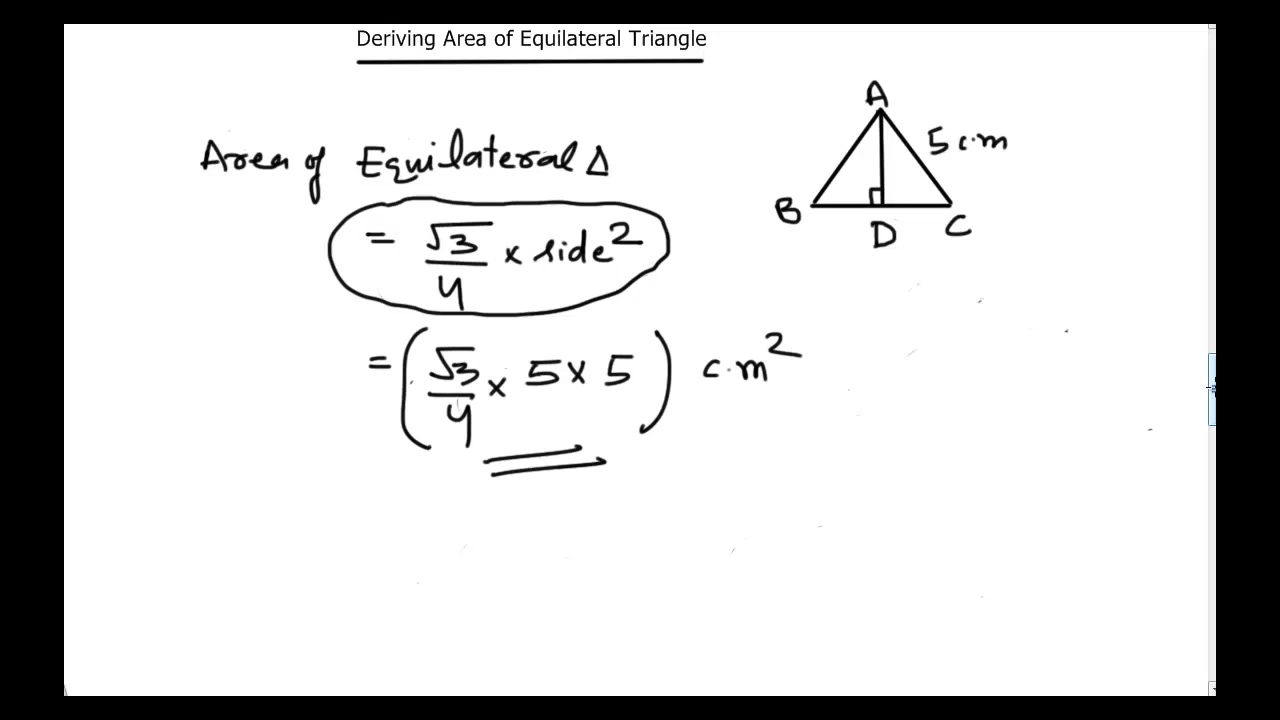 Deriving Area of Equilateral Triangle
Area of Equilateral Δ
= √3/4 × side²
= (√3/4 × 5 × 5) c.m²
A
5 c.m
B
D
C